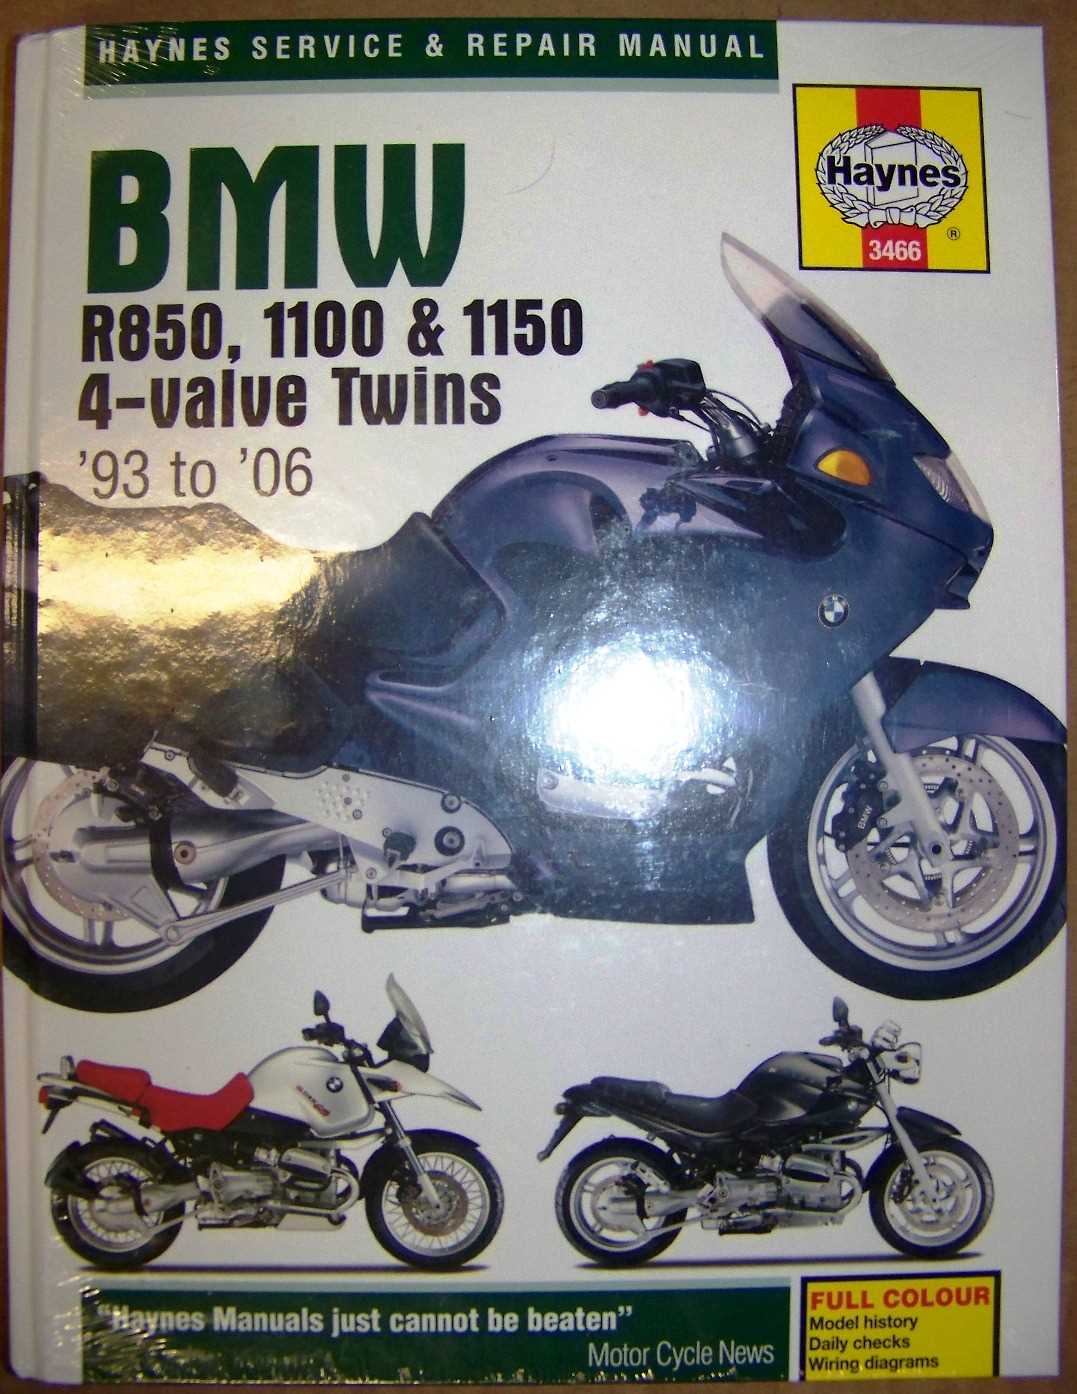 HAYNES SERVICE & REPAIR MANUAL
Haynes
®
3466
BMW
R850, 1100 & 1150
4-valve Twins
'93 to '06
BMW
"Haynes Manuals just cannot be beaten"
Motor Cycle News
FULL COLOUR
Model history
Daily checks
Wiring diagrams